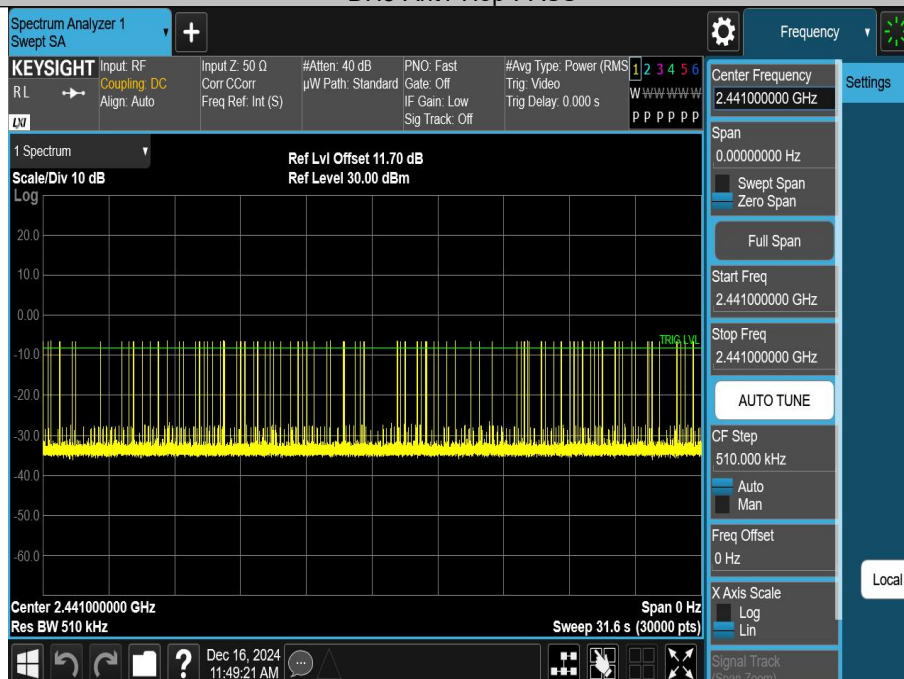 Spectrum Analyzer 1
Swept SA
+
Frequency
KEYSIGHT
RL
LXI
Input: RF
Coupling: DC
Align: Auto
Input Z: 50 Ω
Corr CCorr
Freq Ref: Int (S)
#Atten: 40 dB
µW Path: Standard
PNO: Fast
Gate: Off
IF Gain: Low
Sig Track: Off
#Avg Type: Power (RMS
Trig: Video
Trig Delay: 0.000 s
1 2 3 4 5 6
W W W W W W
P P P P P P
Center Frequency
2.441000000 GHz
Settings
Span
0.00000000 Hz
Swept Span
Zero Span
Full Span
Start Freq
2.441000000 GHz
Stop Freq
2.441000000 GHz
AUTO TUNE
CF Step
510.000 kHz
Auto
Man
Freq Offset
0 Hz
X Axis Scale
Log
Lin
Signal Track
(Span Zoom)
Local
1 Spectrum
Scale/Div 10 dB
Ref Lvl Offset 11.70 dB
Ref Level 30.00 dBm
Log
20.0
10.0
0.00
TRIG LVL
-10.0
-20.0
-30.0
-40.0
-50.0
-60.0
Center 2.441000000 GHz
Span 0 Hz
Res BW 510 kHz
Sweep 31.6 s (30000 pts)
?
Dec 16, 2024
11:49:21 AM